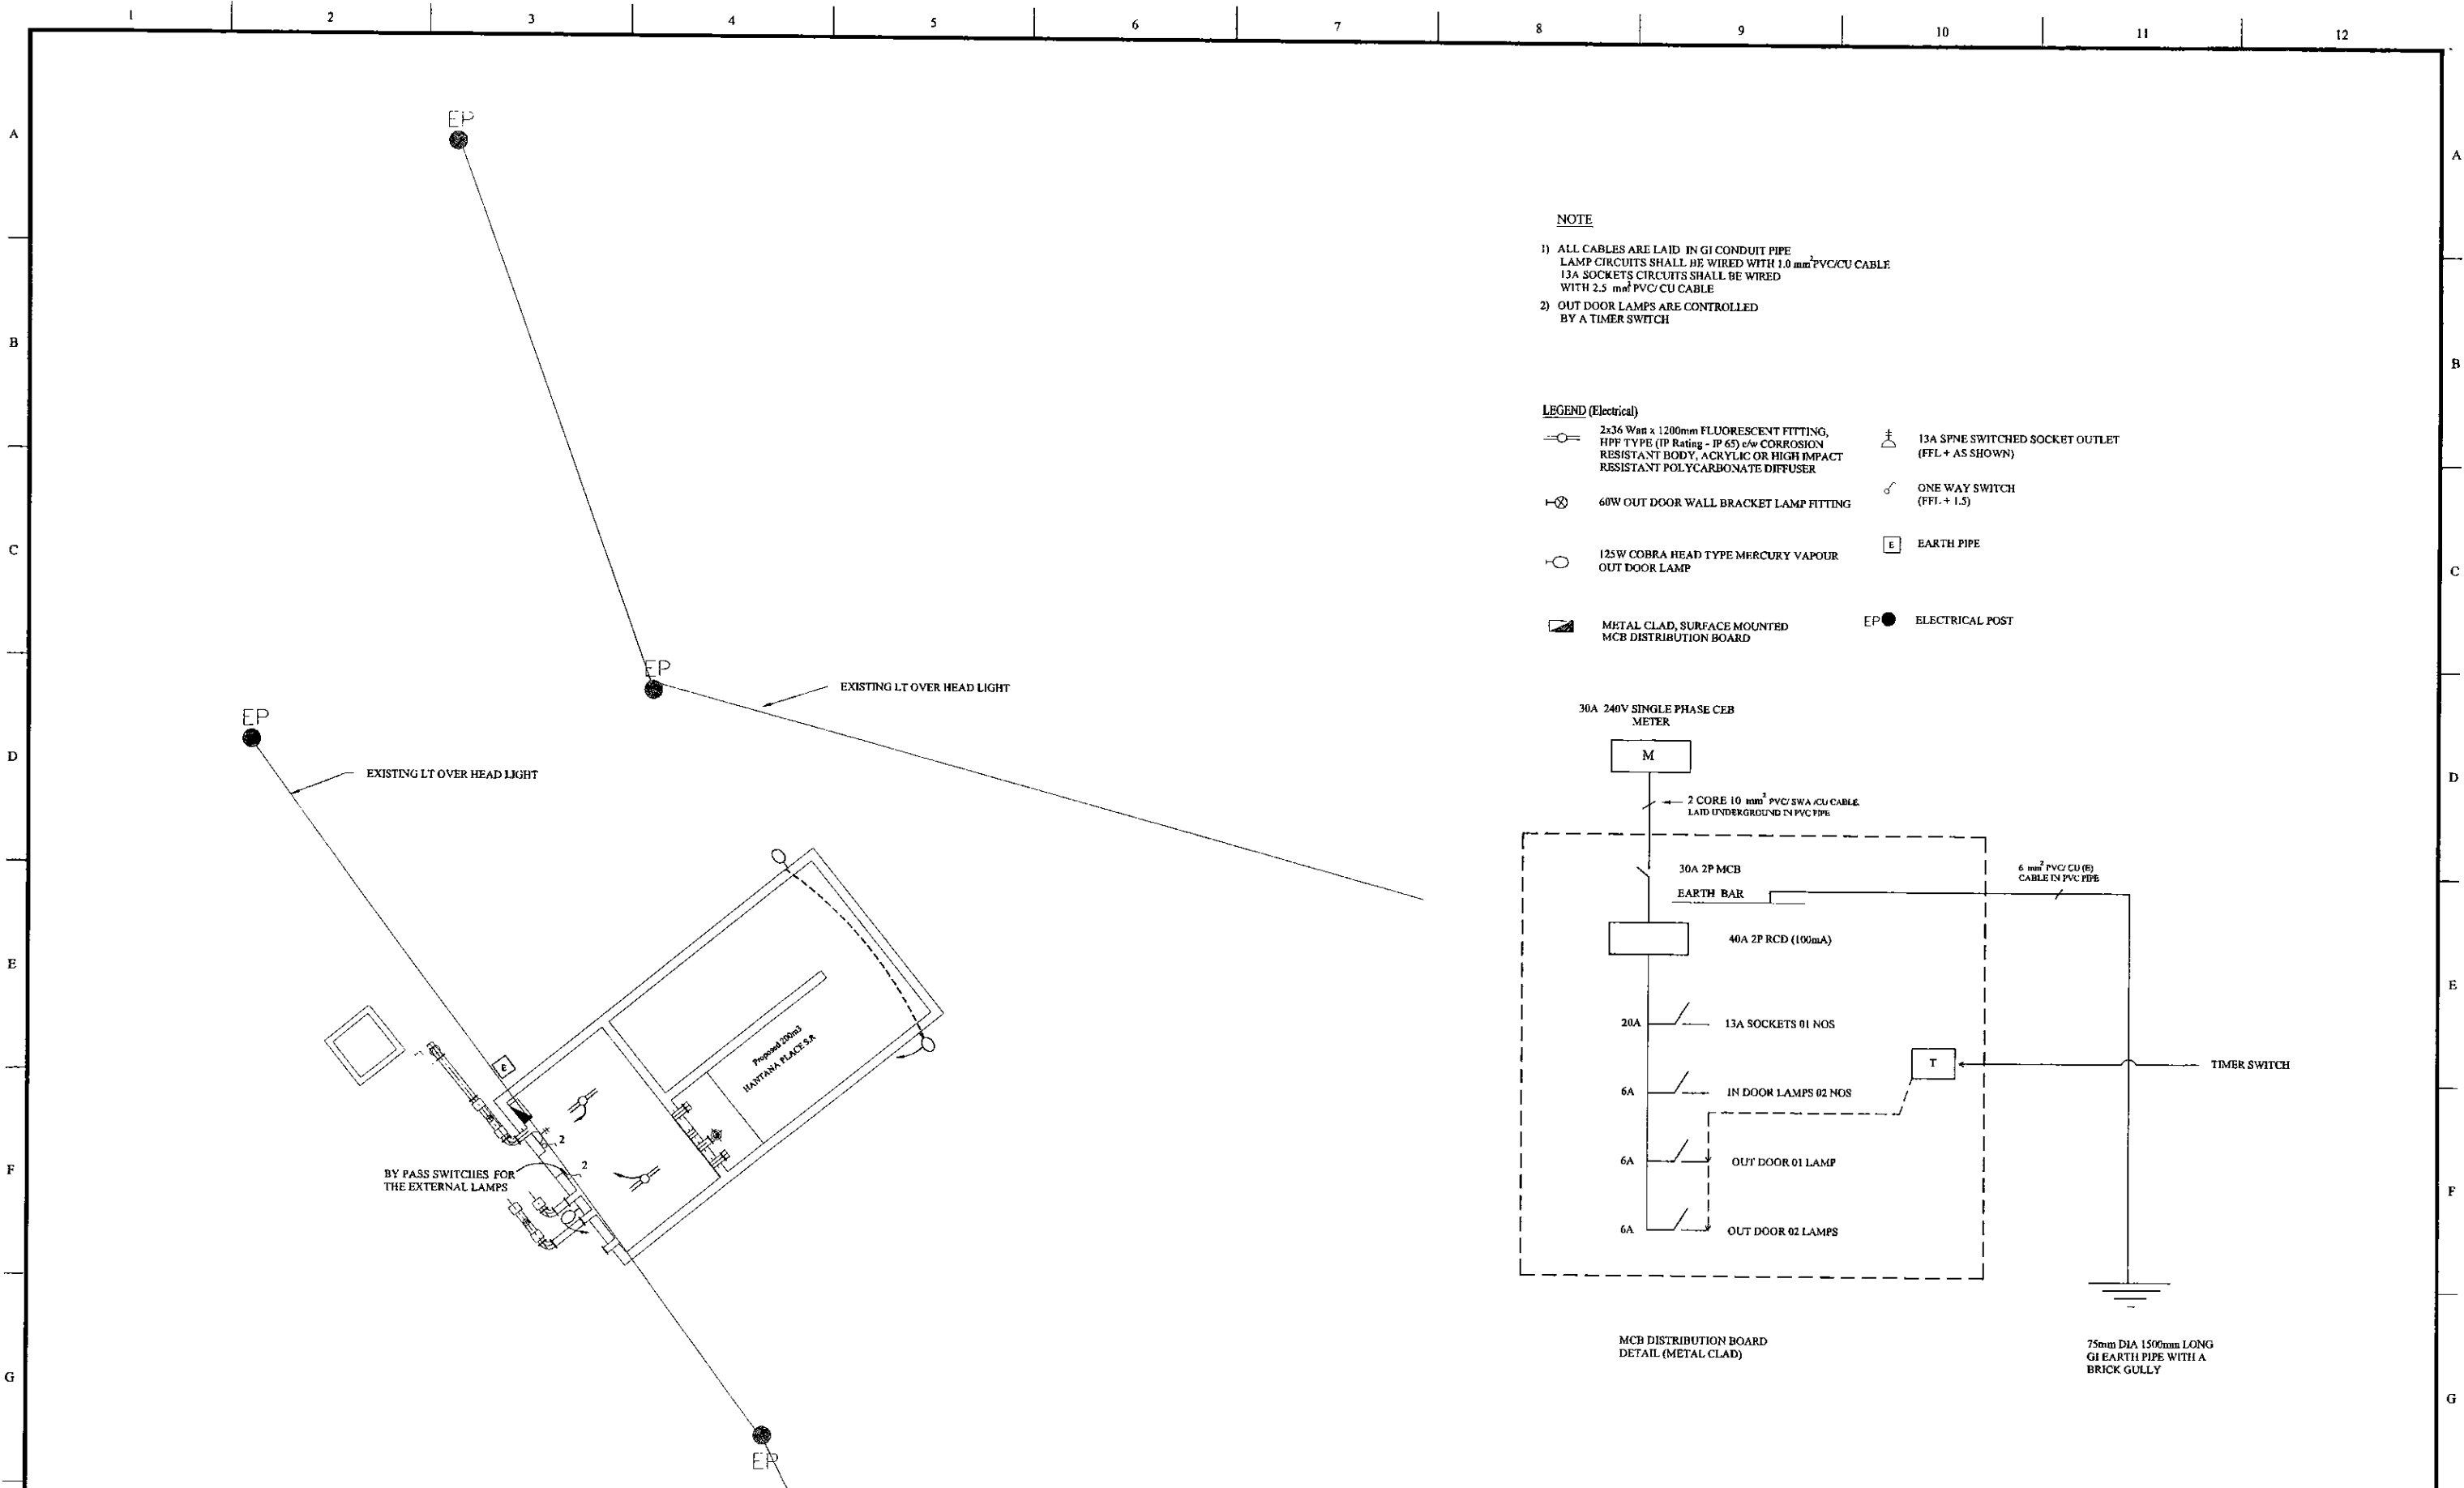 1 2 3 4 5 6 7 8 9 10 11 12
A
B
C
D
E
F
G
A
B
C
D
E
F
G
EP
EP
EXISTING LT OVER HEAD LIGHT
EP
EXISTING LT OVER HEAD LIGHT
E
Proposed 200m3
HANTANA PLACE S.R
2
2
BY PASS SWITCHES FOR
THE EXTERNAL LAMPS
EP
NOTE
1) ALL CABLES ARE LAID IN GI CONDUIT PIPE
LAMP CIRCUITS SHALL BE WIRED WITH 1.0 mm² PVC/CU CABLE
13A SOCKETS CIRCUITS SHALL BE WIRED
WITH 2.5 mm² PVC/ CU CABLE
2) OUT DOOR LAMPS ARE CONTROLLED
BY A TIMER SWITCH
LEGEND (Electrical)
2x36 Watt x 1200mm FLUORESCENT FITTING,
HPF TYPE (IP Rating - IP 65) c/w CORROSION
RESISTANT BODY, ACRYLIC OR HIGH IMPACT
RESISTANT POLYCARBONATE DIFFUSER
60W OUT DOOR WALL BRACKET LAMP FITTING
125W COBRA HEAD TYPE MERCURY VAPOUR
OUT DOOR LAMP
METAL CLAD, SURFACE MOUNTED
MCB DISTRIBUTION BOARD
13A SPNE SWITCHED SOCKET OUTLET
(FFL + AS SHOWN)
ONE WAY SWITCH
(FFL + 1.5)
E EARTH PIPE
EP ELECTRICAL POST
30A 240V SINGLE PHASE CEB
METER
M
2 CORE 10 mm² PVC/ SWA /CU CABLE
LAID UNDERGROUND IN PVC PIPE
30A 2P MCB
EARTH BAR
6 mm² PVC/ CU (E)
CABLE IN PVC PIPE
40A 2P RCD (100mA)
20A 13A SOCKETS 01 NOS
T
TIMER SWITCH
6A IN DOOR LAMPS 02 NOS
6A OUT DOOR 01 LAMP
6A OUT DOOR 02 LAMPS
MCB DISTRIBUTION BOARD
DETAIL (METAL CLAD)
75mm DIA 1500mm LONG
GI EARTH PIPE WITH A
BRICK GULLY